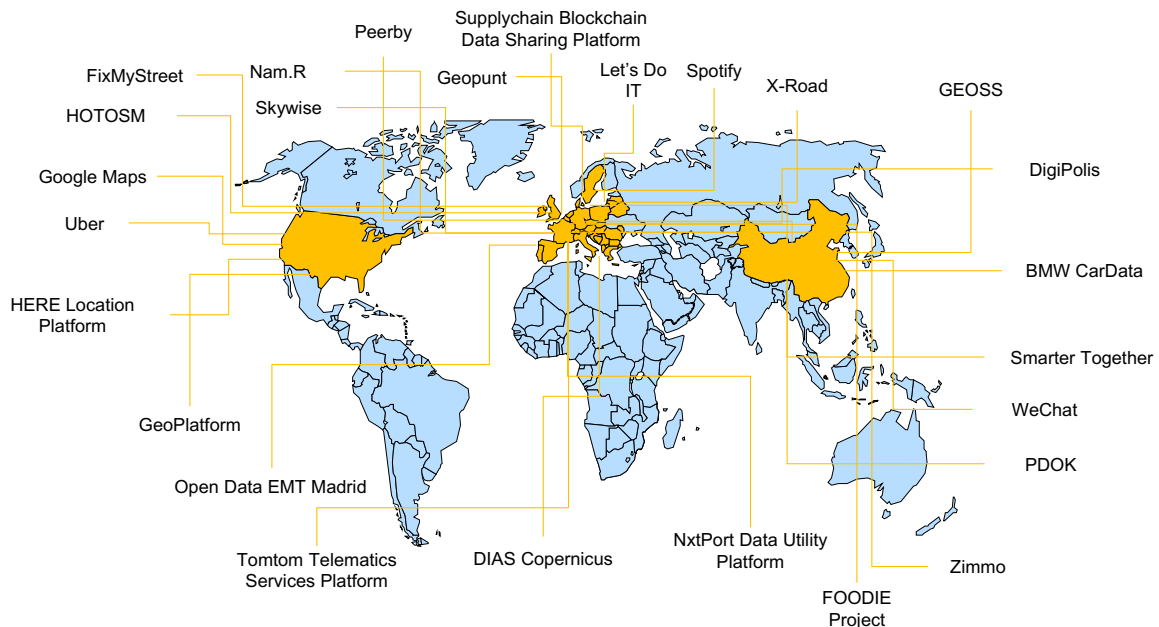 Supplychain Blockchain
Data Sharing Platform
Peerby
FixMyStreet
Nam.R
Geopunt
Let's Do
IT
Spotify
X-Road
GEOSS
HOTOSM
Skywise
Google Maps
DigiPolis
Uber
BMW CarData
HERE Location
Platform
Smarter Together
GeoPlatform
WeChat
PDOK
Open Data EMT Madrid
Tomtom Telematics
Services Platform
DIAS Copernicus
NxtPort Data Utility
Platform
Zimmo
FOODIE
Project